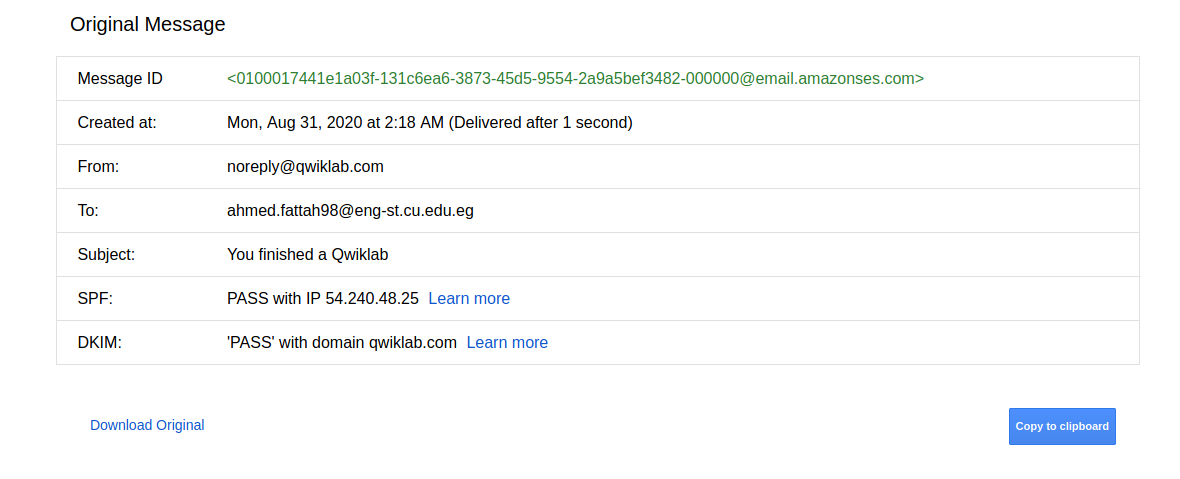 Original Message
Message ID <0100017441e1a03f-131c6ea6-3873-45d5-9554-2a9a5bef3482-000000@email.amazonses.com>
Created at: Mon, Aug 31, 2020 at 2:18 AM (Delivered after 1 second)
From: noreply@qwiklab.com
To: ahmed.fattah98@eng-st.cu.edu.eg
Subject: You finished a Qwiklab
SPF: PASS with IP 54.240.48.25 Learn more
DKIM: 'PASS' with domain qwiklab.com Learn more
Download Original Copy to clipboard